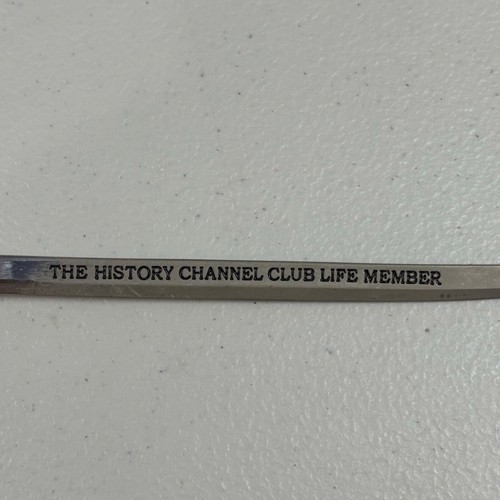 THE HISTORY CHANNEL CLUB LIFE MEMBER